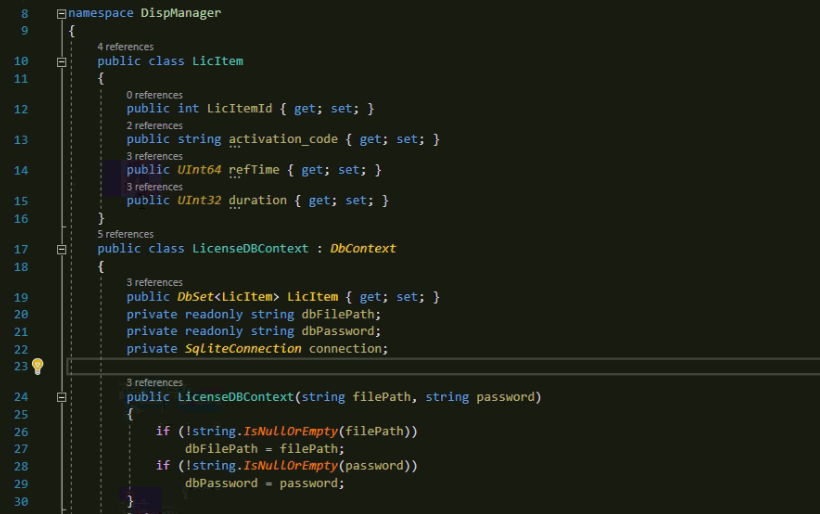 8 namespace DispManager
9 {
4 references
10 public class LicItem
11 {
0 references
12 public int LicItemId { get; set; }
2 references
13 public string activation_code { get; set; }
3 references
14 public UInt64 refTime { get; set; }
3 references
15 public UInt32 duration { get; set; }
16 }
5 references
17 public class LicenseDBContext : DbContext
18 {
3 references
19 public DbSet<LicItem> LicItem { get; set; }
20 private readonly string dbFilePath;
21 private readonly string dbPassword;
22 private SqliteConnection connection;
23
3 references
24 public LicenseDBContext(string filePath, string password)
25 {
26 if (!string.IsNullOrEmpty(filePath))
27 dbFilePath = filePath;
28 if (!string.IsNullOrEmpty(password))
29 dbPassword = password;
30 }